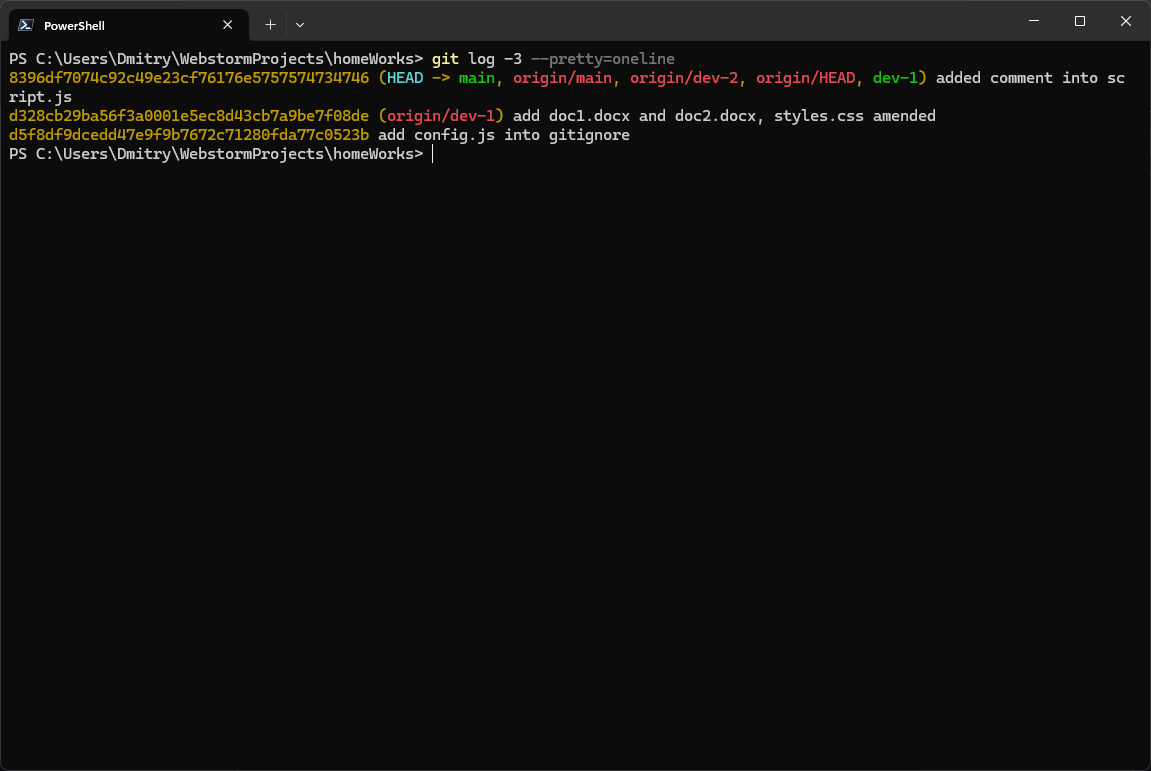 PowerShell
PS C:\Users\Dmitry\WebstormProjects\homeWorks> git log -3 --pretty=oneline
8396df7074c92c49e23cf76176e5757574734746 (HEAD -> main, origin/main, origin/dev-2, origin/HEAD, dev-1) added comment into sc
ript.js
d328cb29ba56f3a0001e5ec8d43cb7a9be7f08de (origin/dev-1) add doc1.docx and doc2.docx, styles.css amended
d5f8df9dcedd47e9f9b7672c71280fda77c0523b add config.js into gitignore
PS C:\Users\Dmitry\WebstormProjects\homeWorks>